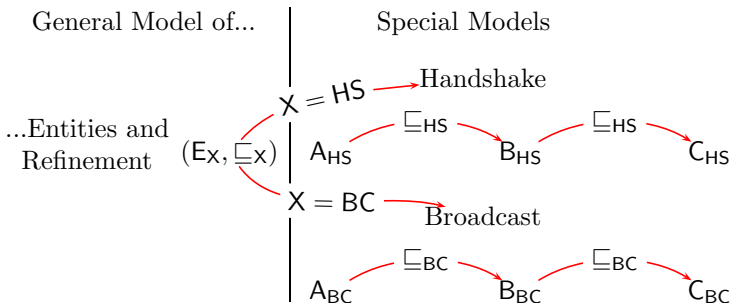 General Model of... Special Models
Handshake
X = HS
...Entities and
Refinement (E_X, ⊑_X)
⊑_HS ⊑_HS
A_HS B_HS C_HS
X = BC
Broadcast
⊑_BC ⊑_BC
A_BC B_BC C_BC